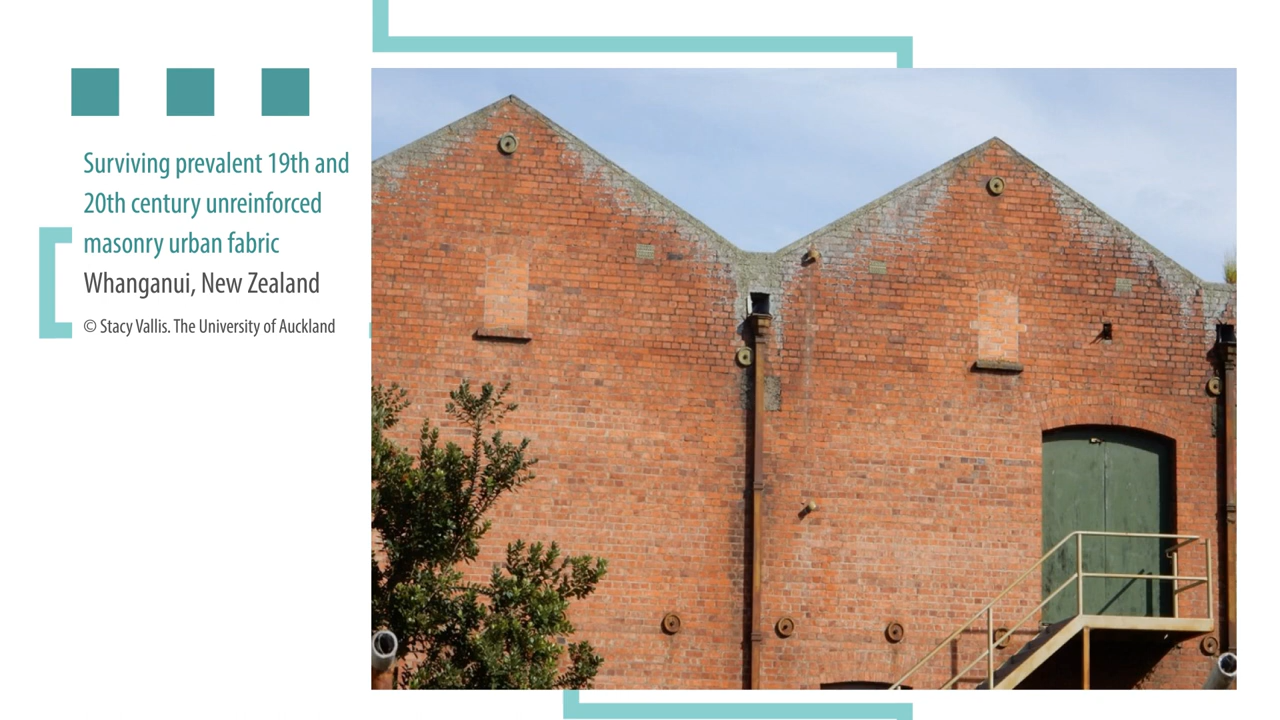 Surviving prevalent 19th and
20th century unreinforced
masonry urban fabric
Whanganui, New Zealand
© Stacy Vallis. The University of Auckland